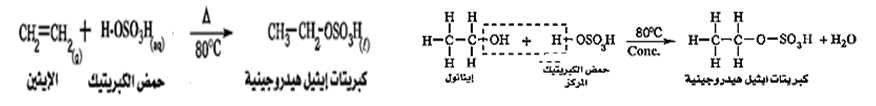 CH₂=CH₂(g) + H-OSO₃H(aq) Δ 80°C CH₃-CH₂-OSO₃H(ℓ)
الإيثين حمض الكبريتيك كبريتات إيثيل هيدروجينية
H H
H-C-C-OH + H-OSO₃H 80°C Conc. H-C-C-O-SO₃H + H₂O
H H
إيثانول حمض الكبريتيك المركز كبريتات ايثيل هيدروجينية